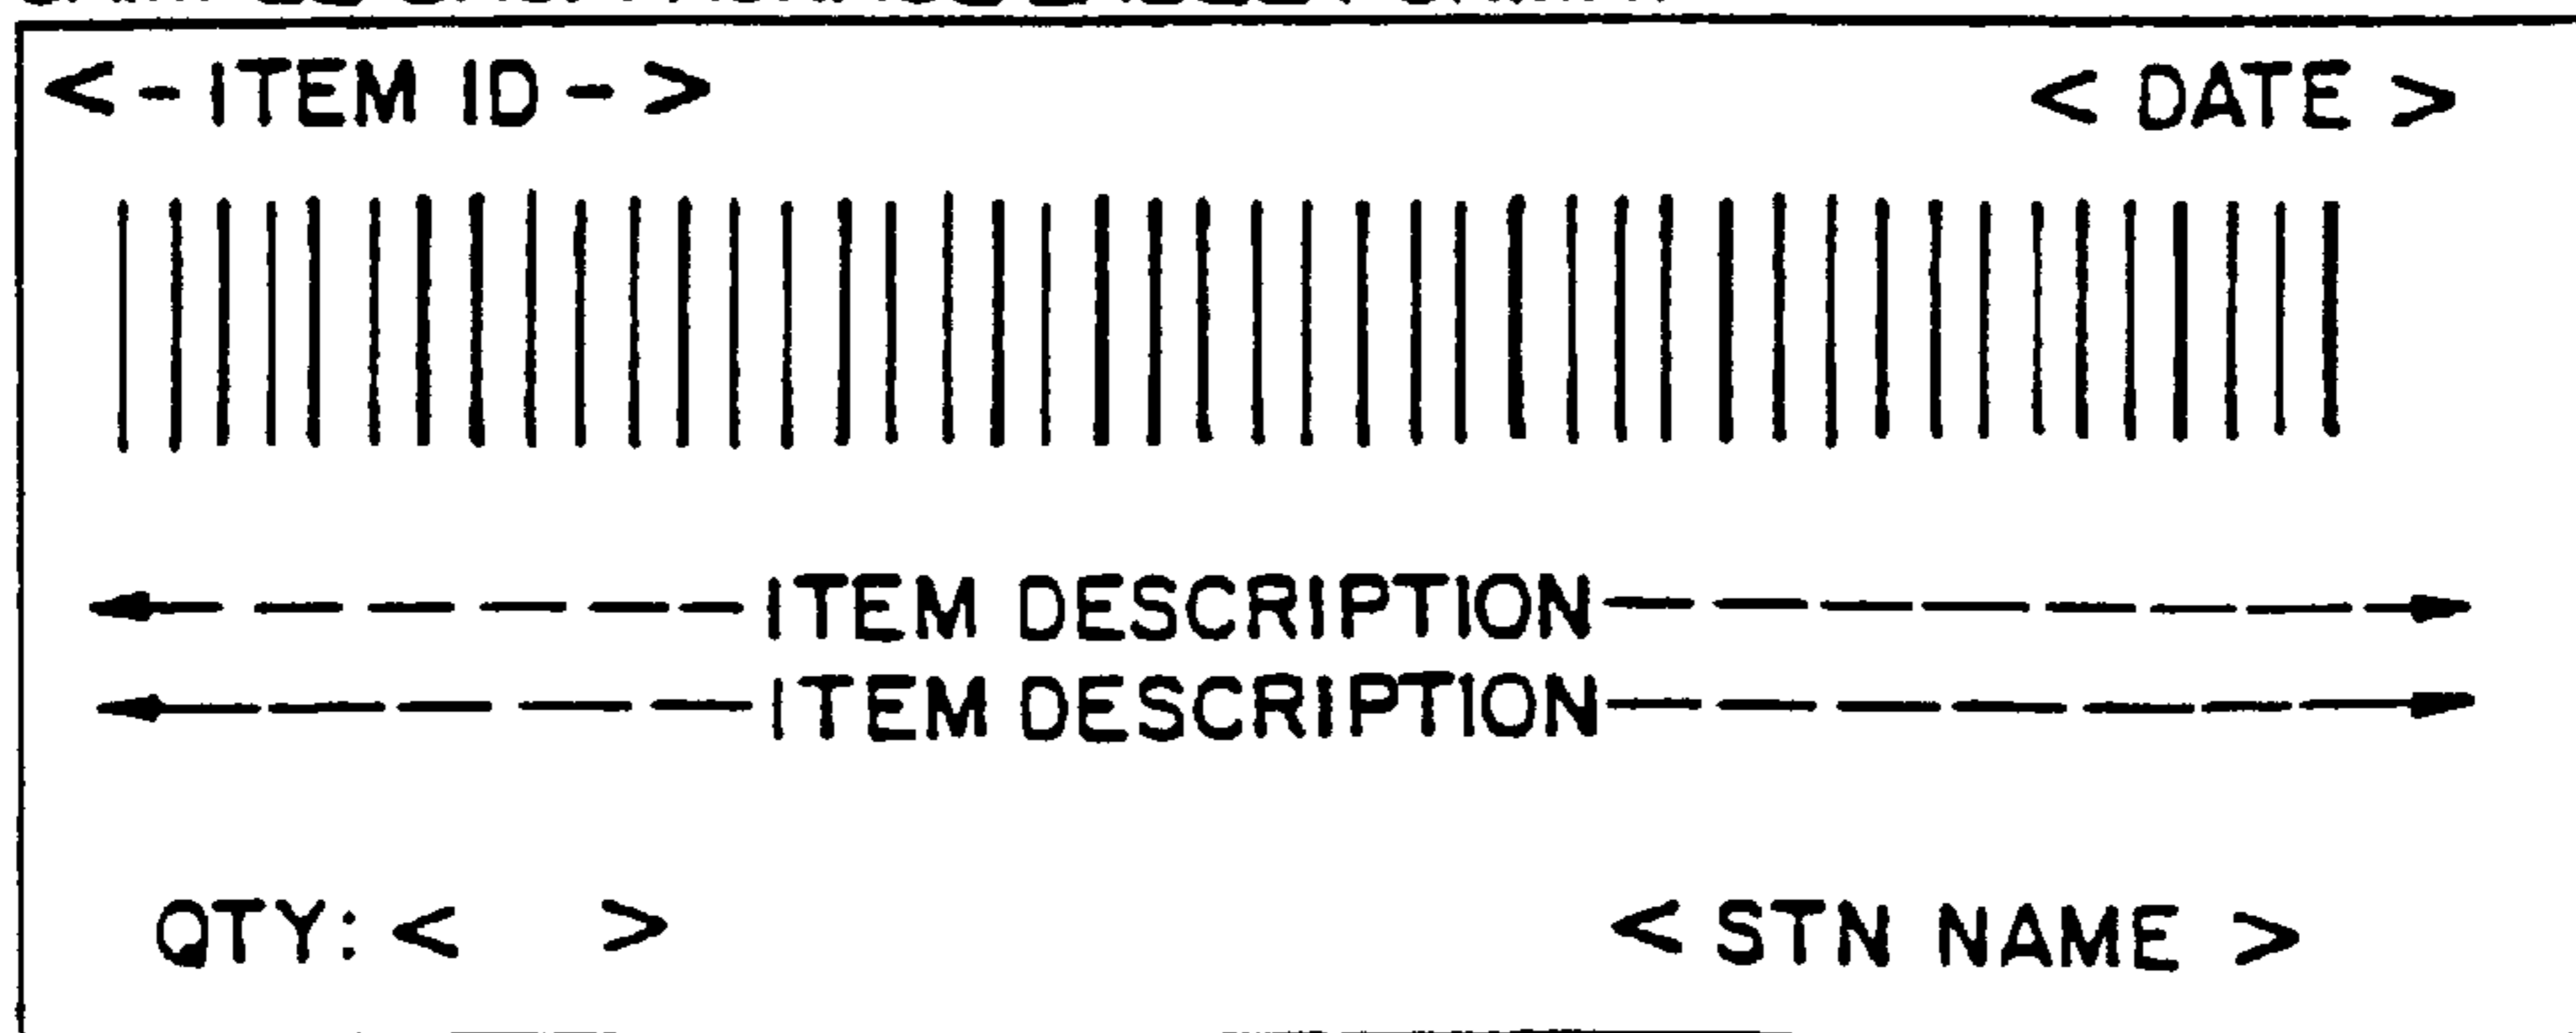 <- ITEM ID -> < DATE >
ITEM DESCRIPTION
ITEM DESCRIPTION
QTY: < > < STN NAME >